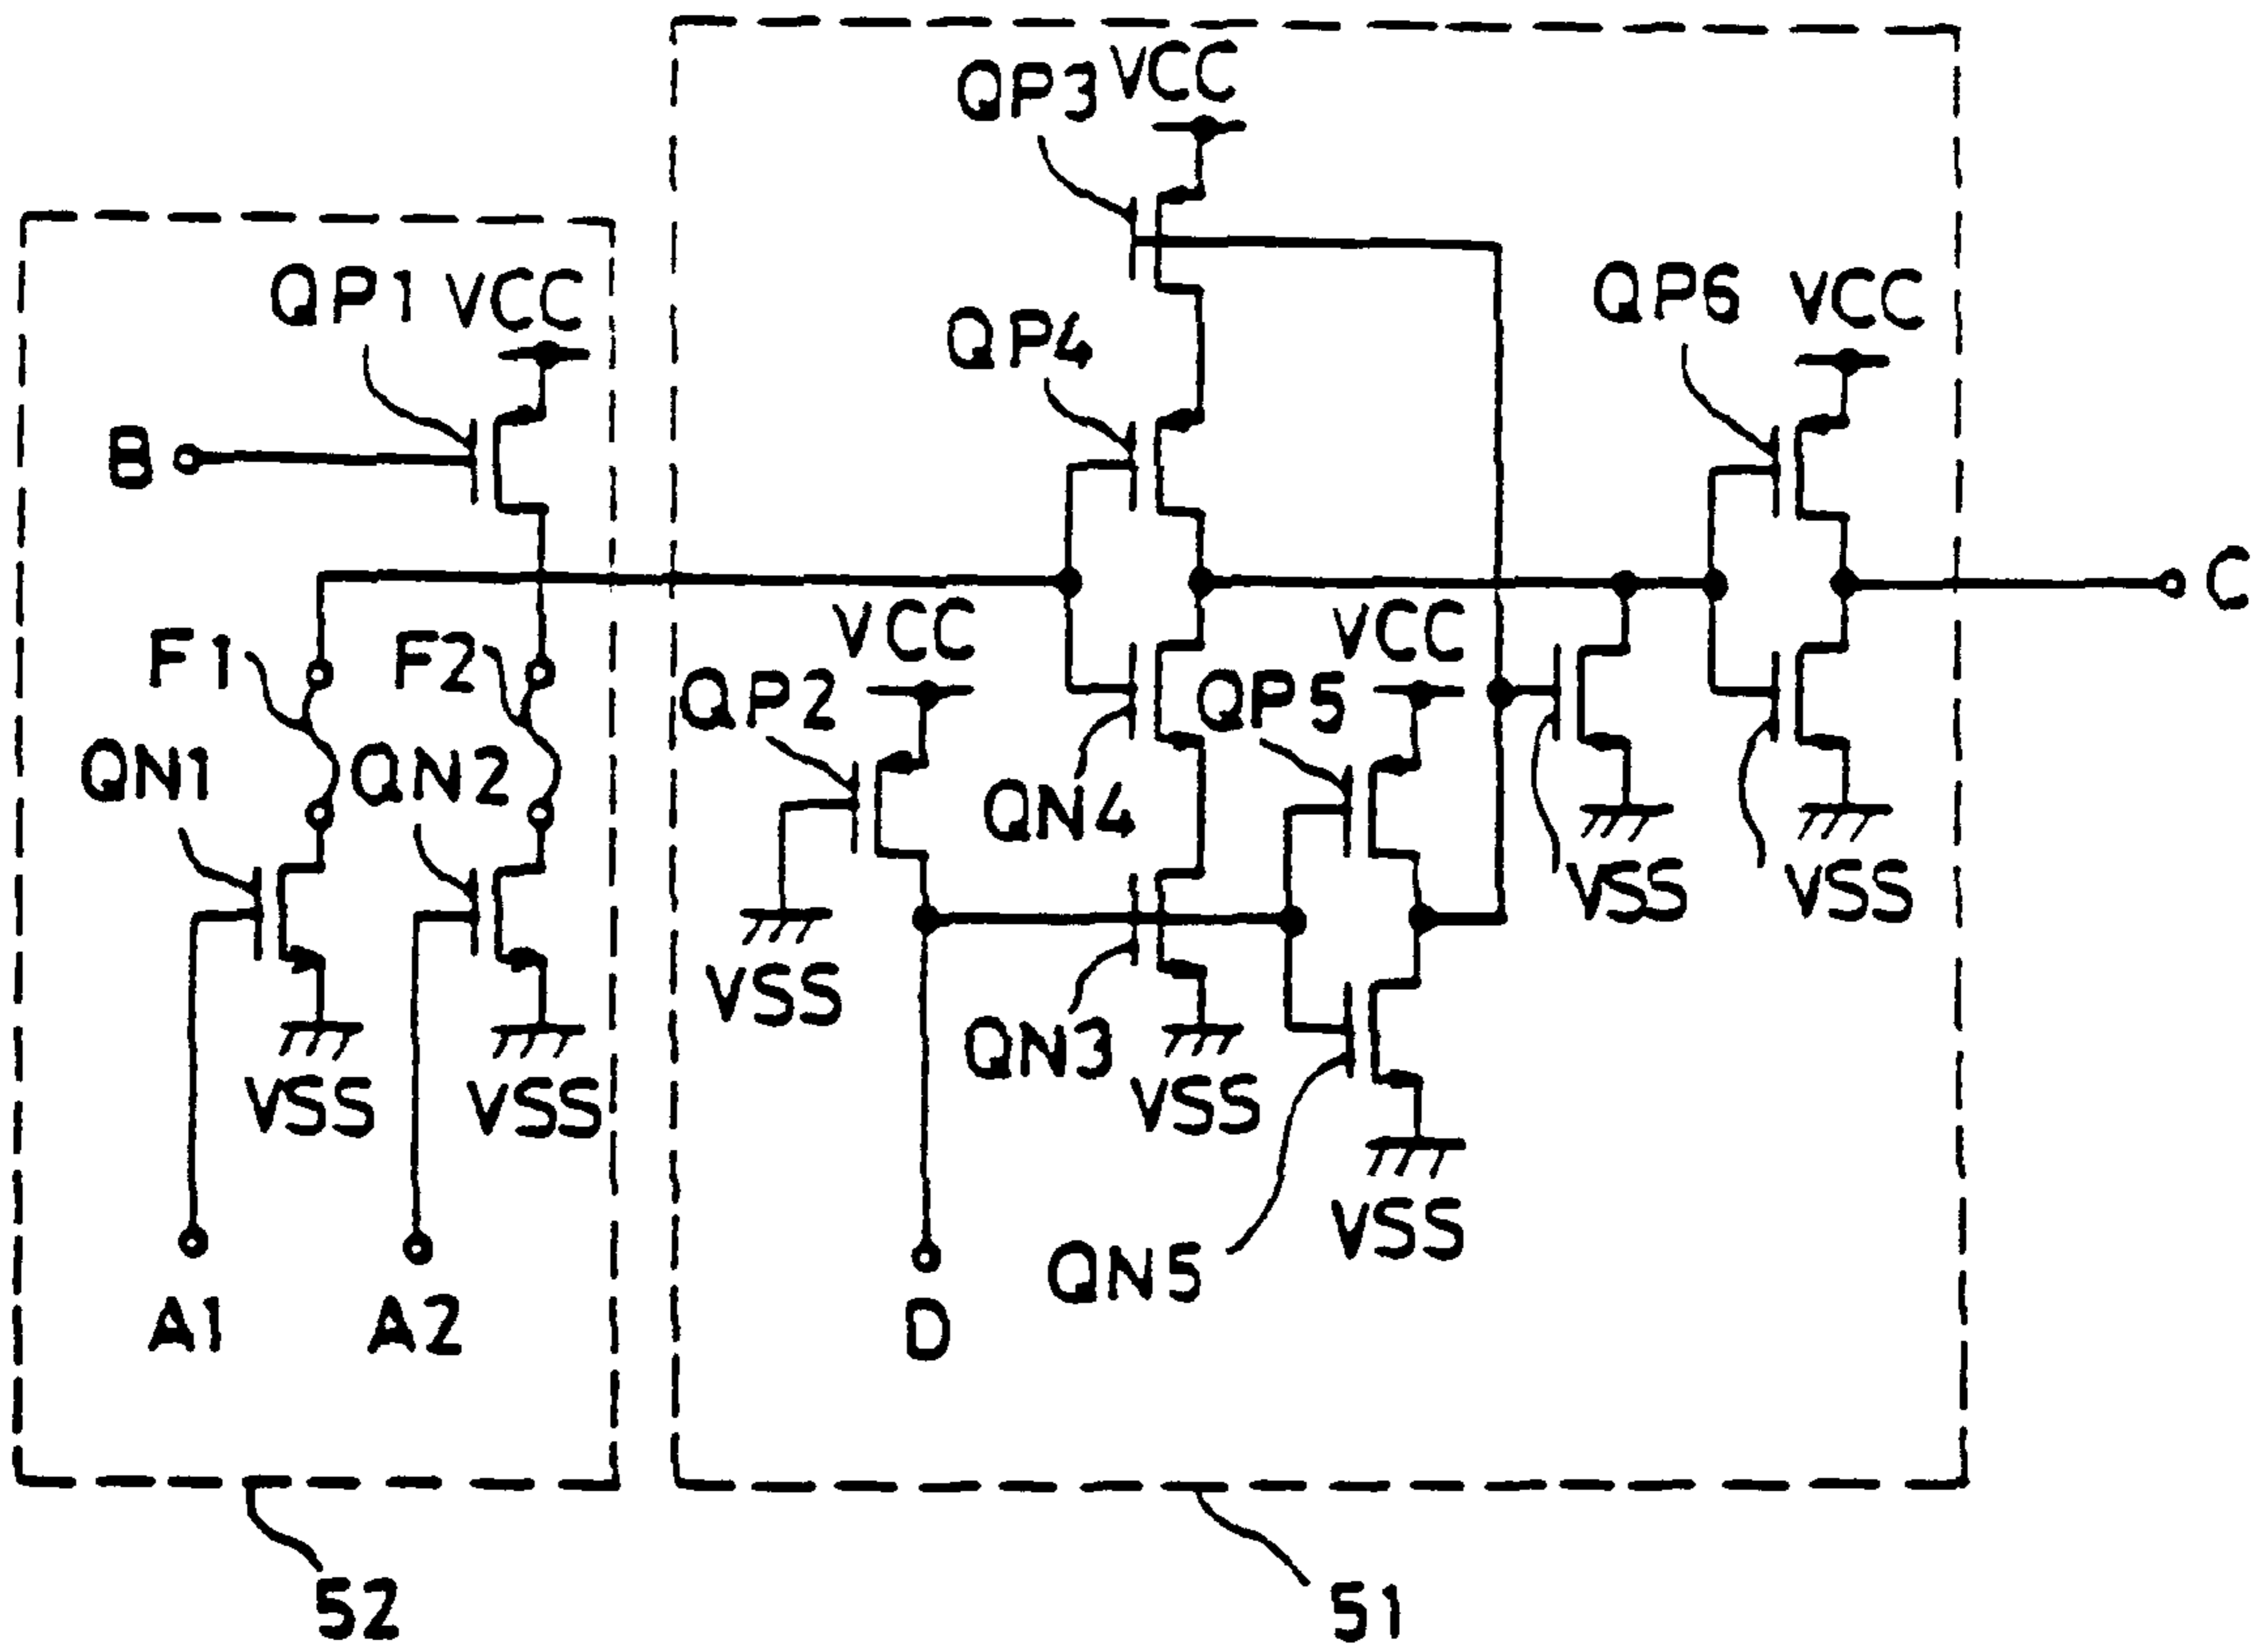 QP3 VCC
QP1 VCC
QP4
QP6 VCC
B
C
F1
F2
VCC
VCC
QP2
QP5
QN1
QN2
QN4
VSS
VSS
VSS
QN3
VSS
VSS
VSS
VSS
QN5
A1
A2
D
52
51